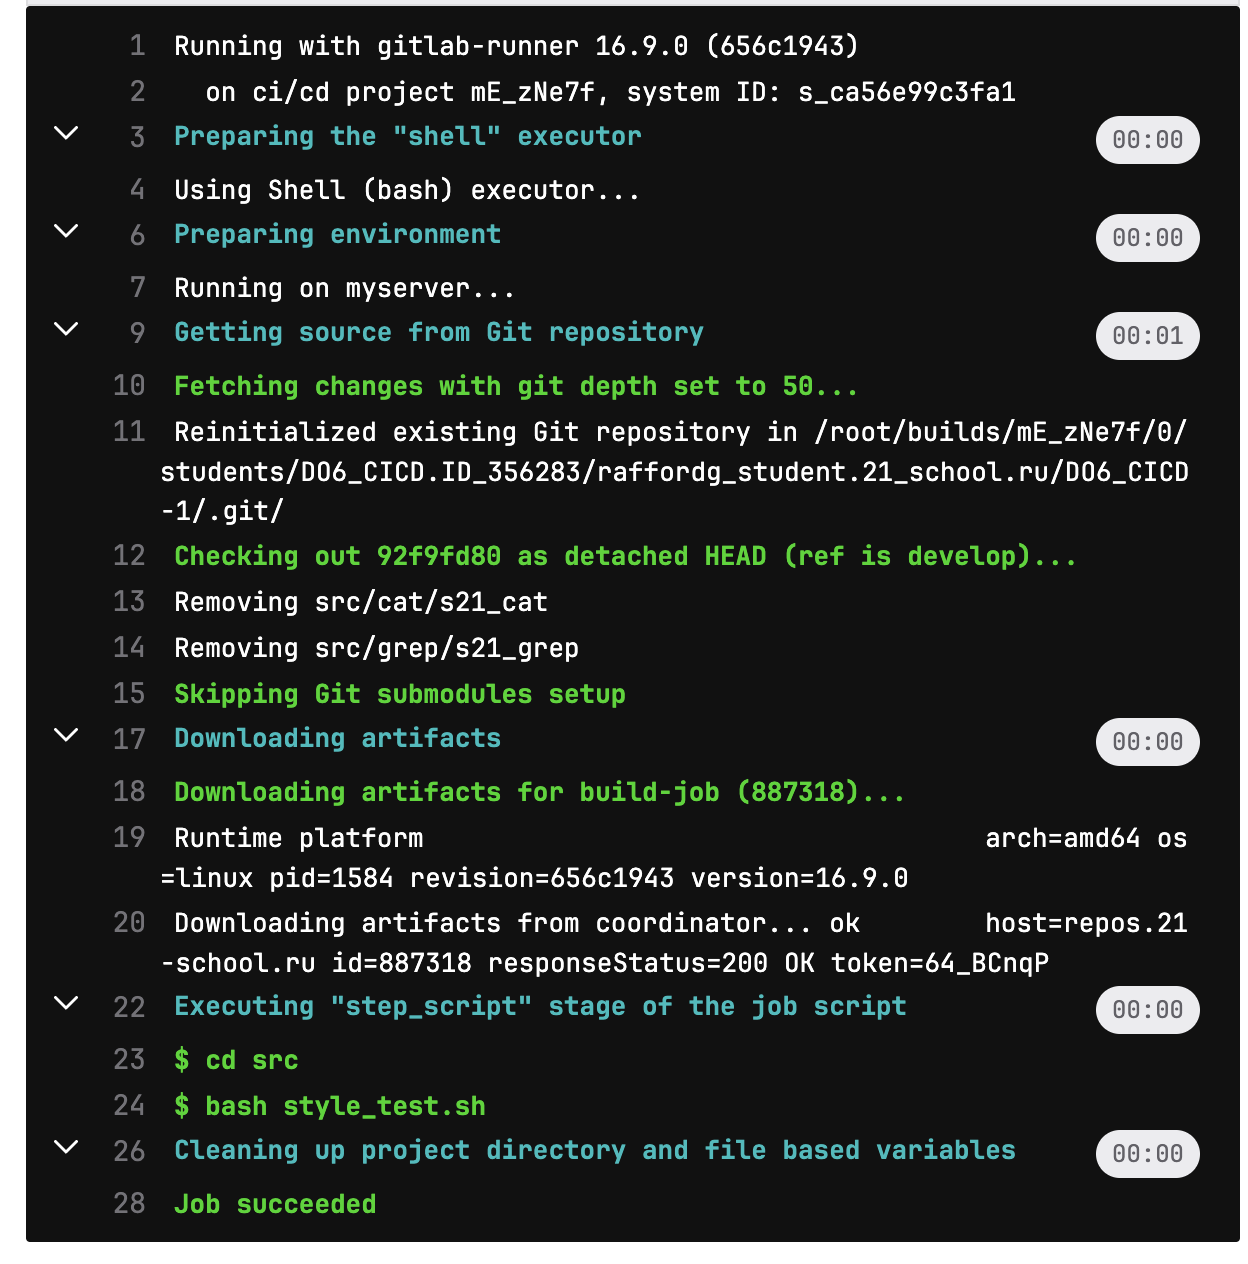 1 Running with gitlab-runner 16.9.0 (656c1943)
2 on ci/cd project mE_zNe7f, system ID: s_ca56e99c3fa1
3 Preparing the "shell" executor 00:00
4 Using Shell (bash) executor...
6 Preparing environment 00:00
7 Running on myserver...
9 Getting source from Git repository 00:01
10 Fetching changes with git depth set to 50...
11 Reinitialized existing Git repository in /root/builds/mE_zNe7f/0/
students/DO6_CICD.ID_356283/raffordg_student.21_school.ru/DO6_CICD
-1/.git/
12 Checking out 92f9fd80 as detached HEAD (ref is develop)...
13 Removing src/cat/s21_cat
14 Removing src/grep/s21_grep
15 Skipping Git submodules setup
17 Downloading artifacts 00:00
18 Downloading artifacts for build-job (887318)...
19 Runtime platform arch=amd64 os
=linux pid=1584 revision=656c1943 version=16.9.0
20 Downloading artifacts from coordinator... ok host=repos.21
-school.ru id=887318 responseStatus=200 OK token=64_BCnqP
22 Executing "step_script" stage of the job script 00:00
23 $ cd src
24 $ bash style_test.sh
26 Cleaning up project directory and file based variables 00:00
28 Job succeeded